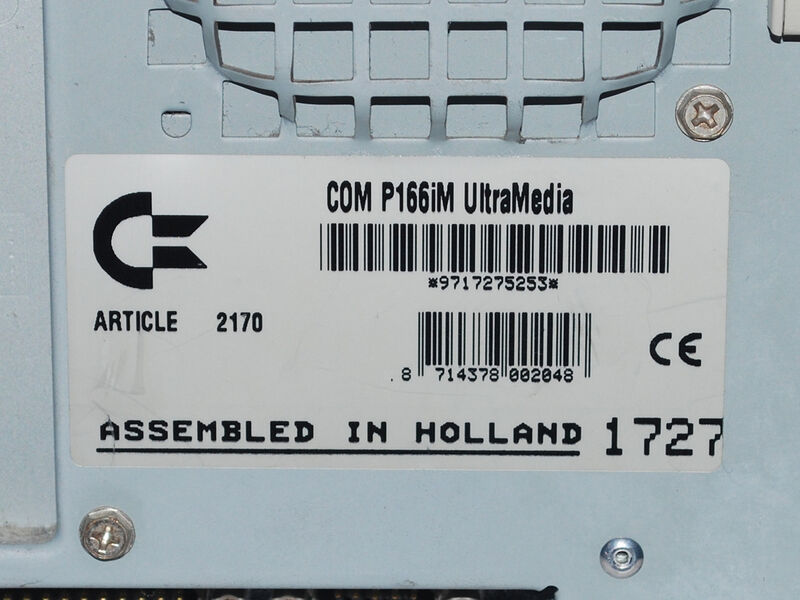 COM P166iM UltraMedia
*9717275253*
ARTICLE 2170
8 714378 002048
CE
ASSEMBLED IN HOLLAND 1727